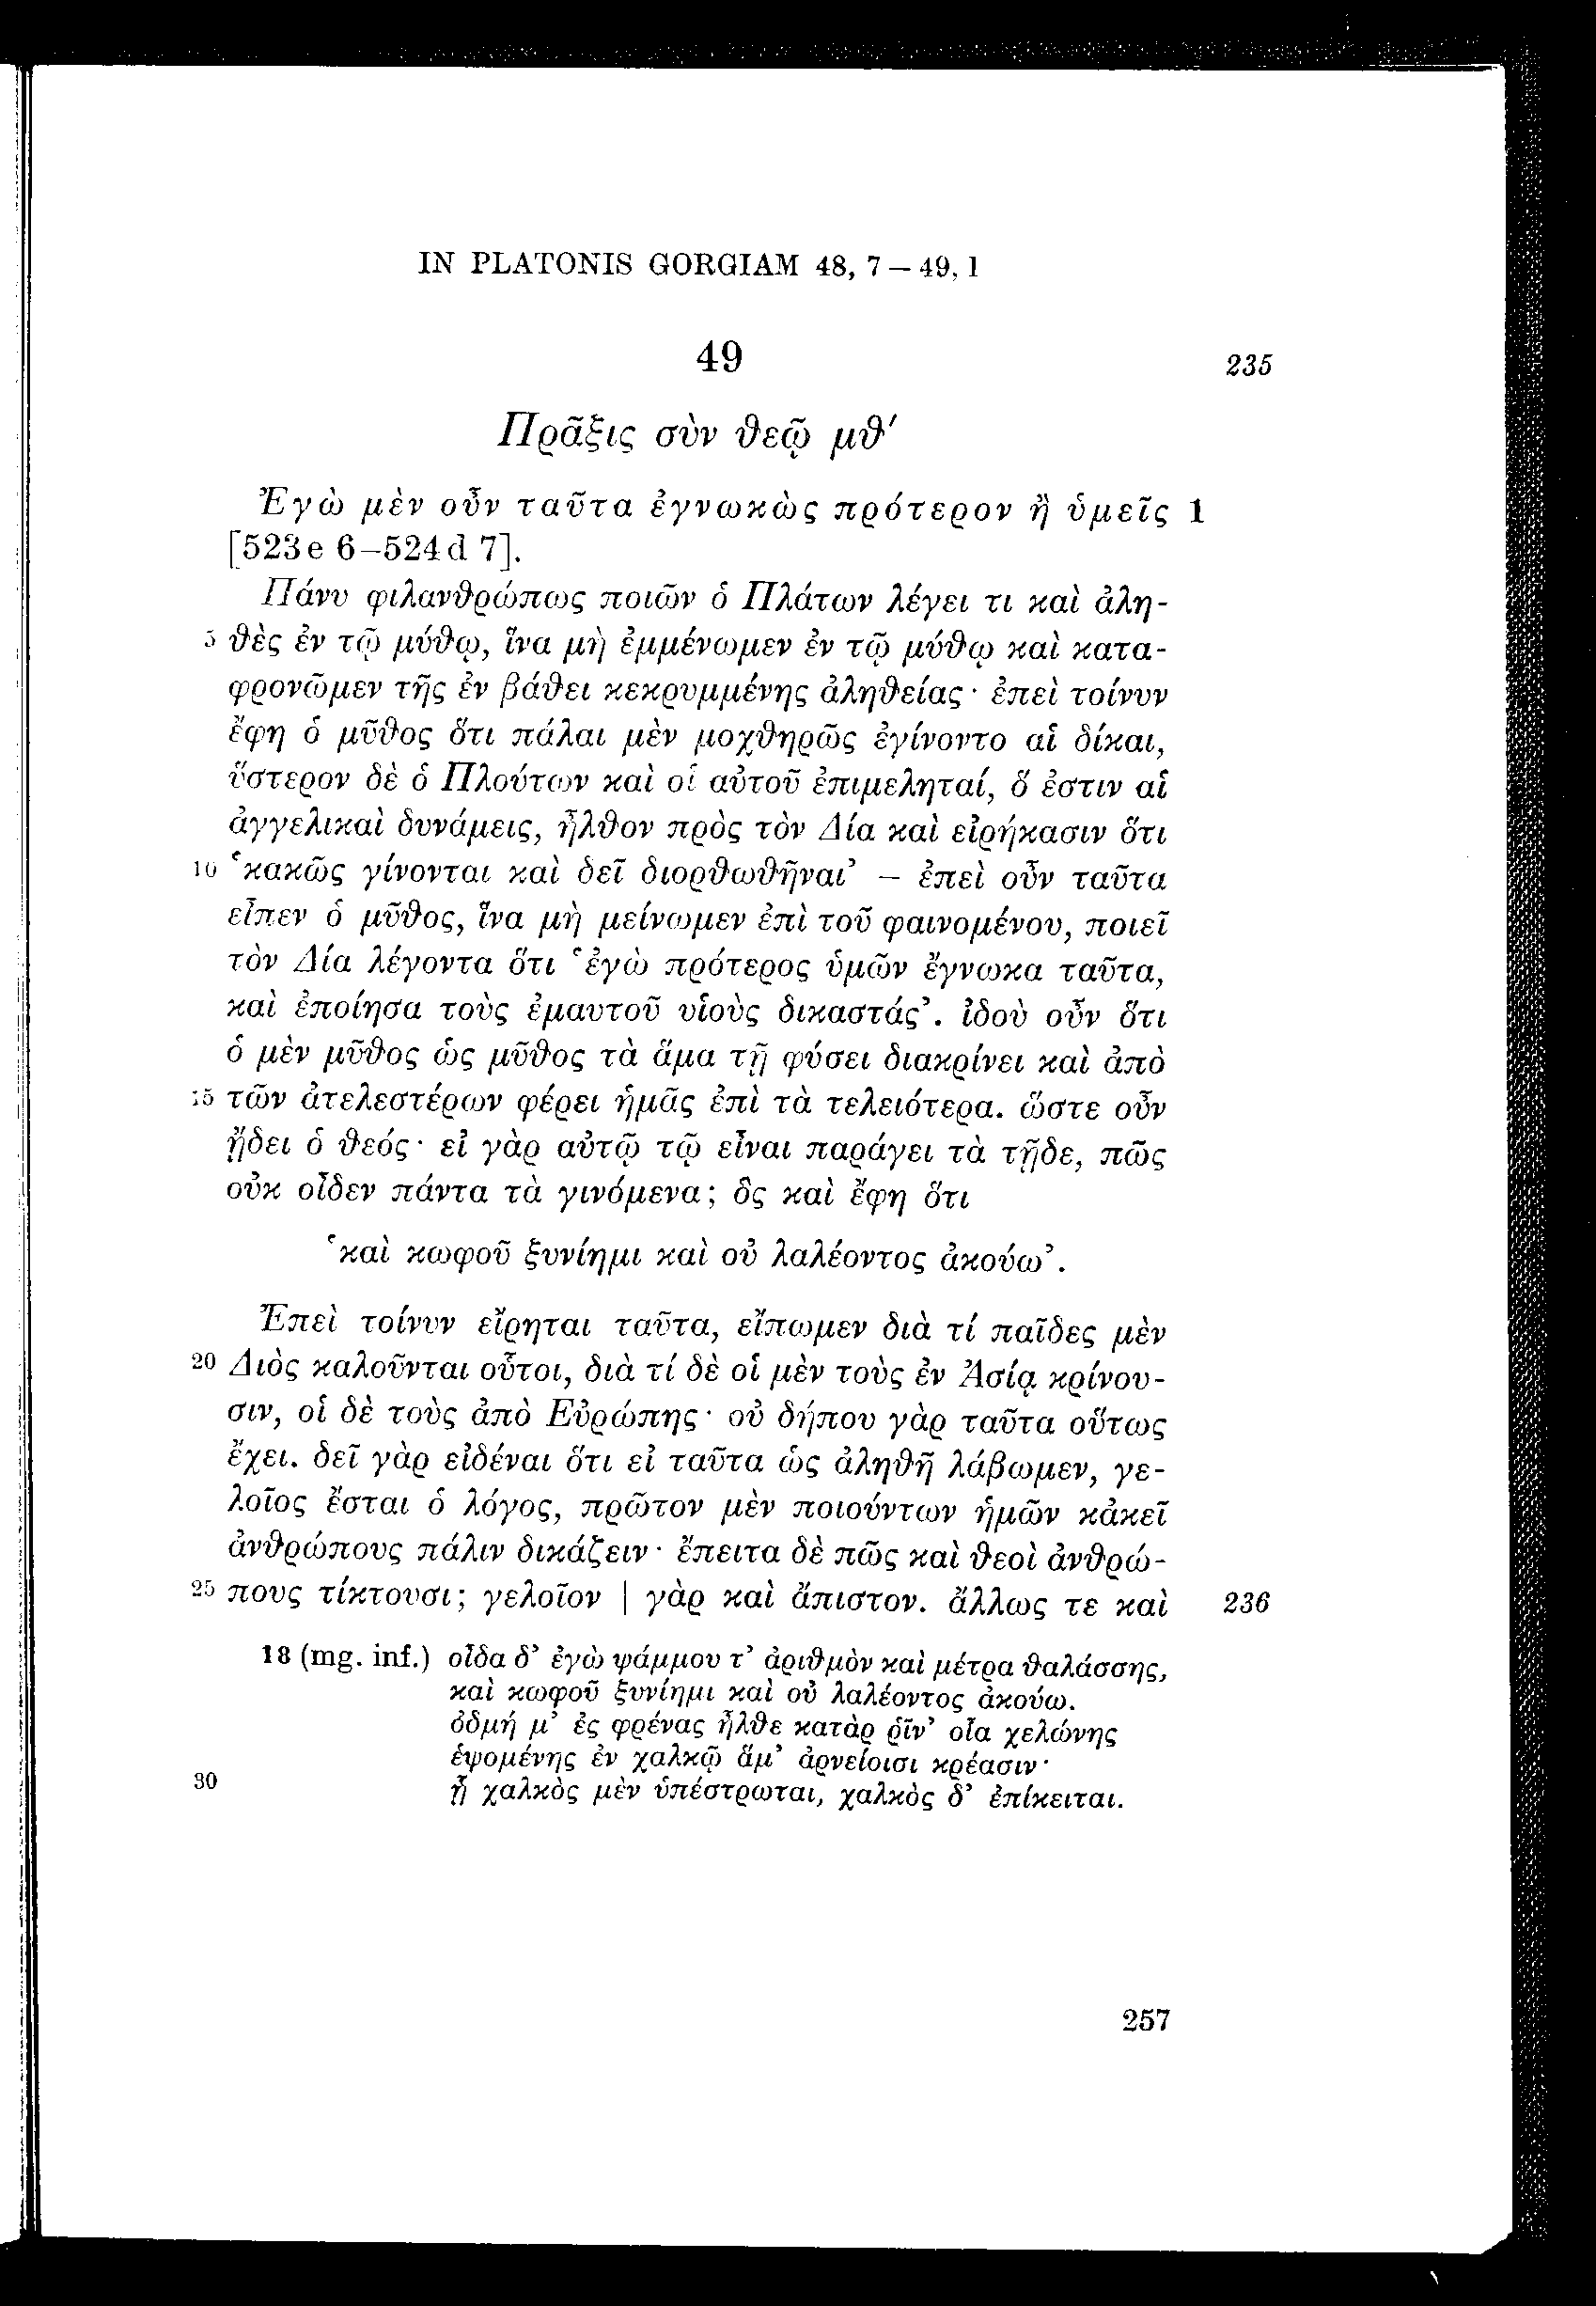 IN PLATONIS GORGIAM 48, 7 — 49, 1
49 235
Πρᾶξις σὺν θεῷ μθ′
Ἐγὼ μὲν οὖν ταῦτα ἐγνωκὼς πρότερον ἢ ὑμεῖς 1
[523e 6–524d 7].
Πάνυ φιλανθρώπως ποιῶν ὁ Πλάτων λέγει τι καὶ ἀλη-
5 θὲς ἐν τῷ μύθῳ, ἵνα μὴ ἐμμένωμεν ἐν τῷ μύθῳ καὶ κατα-
φρονῶμεν τῆς ἐν βάθει κεκρυμμένης ἀληθείας· ἐπεὶ τοίνυν
ἔφη ὁ μῦθος ὅτι πάλαι μὲν μοχθηρῶς ἐγίνοντο αἱ δίκαι,
ὕστερον δὲ ὁ Πλούτων καὶ οἱ αὐτοῦ ἐπιμεληταί, ὅ ἐστιν αἱ
ἀγγελικαὶ δυνάμεις, ἦλθον πρὸς τὸν Δία καὶ εἰρήκασιν ὅτι
10 ‛κακῶς γίνονται καὶ δεῖ διορθωθῆναι’ – ἐπεὶ οὖν ταῦτα
εἶπεν ὁ μῦθος, ἵνα μὴ μείνωμεν ἐπὶ τοῦ φαινομένου, ποιεῖ
τὸν Δία λέγοντα ὅτι ‛ἐγὼ πρότερος ὑμῶν ἔγνωκα ταῦτα,
καὶ ἐποίησα τοὺς ἐμαυτοῦ υἱοὺς δικαστάς’. ἰδοὺ οὖν ὅτι
ὁ μὲν μῦθος ὡς μῦθος τὰ ἅμα τῇ φύσει διακρίνει καὶ ἀπὸ
15 τῶν ἀτελεστέρων φέρει ἡμᾶς ἐπὶ τὰ τελειότερα. ὥστε οὖν
ᾔδει ὁ θεός· εἰ γὰρ αὐτῷ τῷ εἶναι παράγει τὰ τῇδε, πῶς
οὐκ οἶδεν πάντα τὰ γινόμενα; ὃς καὶ ἔφη ὅτι
‛καὶ κωφοῦ ξυνίημι καὶ οὐ λαλέοντος ἀκούω’.
Ἐπεὶ τοίνυν εἴρηται ταῦτα, εἴπωμεν διὰ τί παῖδες μὲν
20 Διὸς καλοῦνται οὗτοι, διὰ τί δὲ οἱ μὲν τοὺς ἐν Ἀσίᾳ κρίνου-
σιν, οἱ δὲ τοὺς ἀπὸ Εὐρώπης· οὐ δήπου γὰρ ταῦτα οὕτως
ἔχει. δεῖ γὰρ εἰδέναι ὅτι εἰ ταῦτα ὡς ἀληθῆ λάβωμεν, γε-
λοῖος ἔσται ὁ λόγος, πρῶτον μὲν ποιούντων ἡμῶν κἀκεῖ
ἀνθρώπους πάλιν δικάζειν· ἔπειτα δὲ πῶς καὶ θεοὶ ἀνθρώ-
25 πους τίκτουσι; γελοῖον | γὰρ καὶ ἄπιστον. ἄλλως τε καὶ 236
18 (mg. inf.) οἶδα δ’ ἐγὼ ψάμμου τ’ ἀριθμὸν καὶ μέτρα θαλάσσης,
καὶ κωφοῦ ξυνίημι καὶ οὐ λαλέοντος ἀκούω.
ὀδμή μ’ ἐς φρένας ἦλθε κατὰρ ῥῖν’ οἷα χελώνης
ἑψομένης ἐν χαλκῷ ἅμ’ ἀρνείοισι κρέασιν·
30 ᾗ χαλκὸς μὲν ὑπέστρωται, χαλκὸς δ’ ἐπίκειται.
257